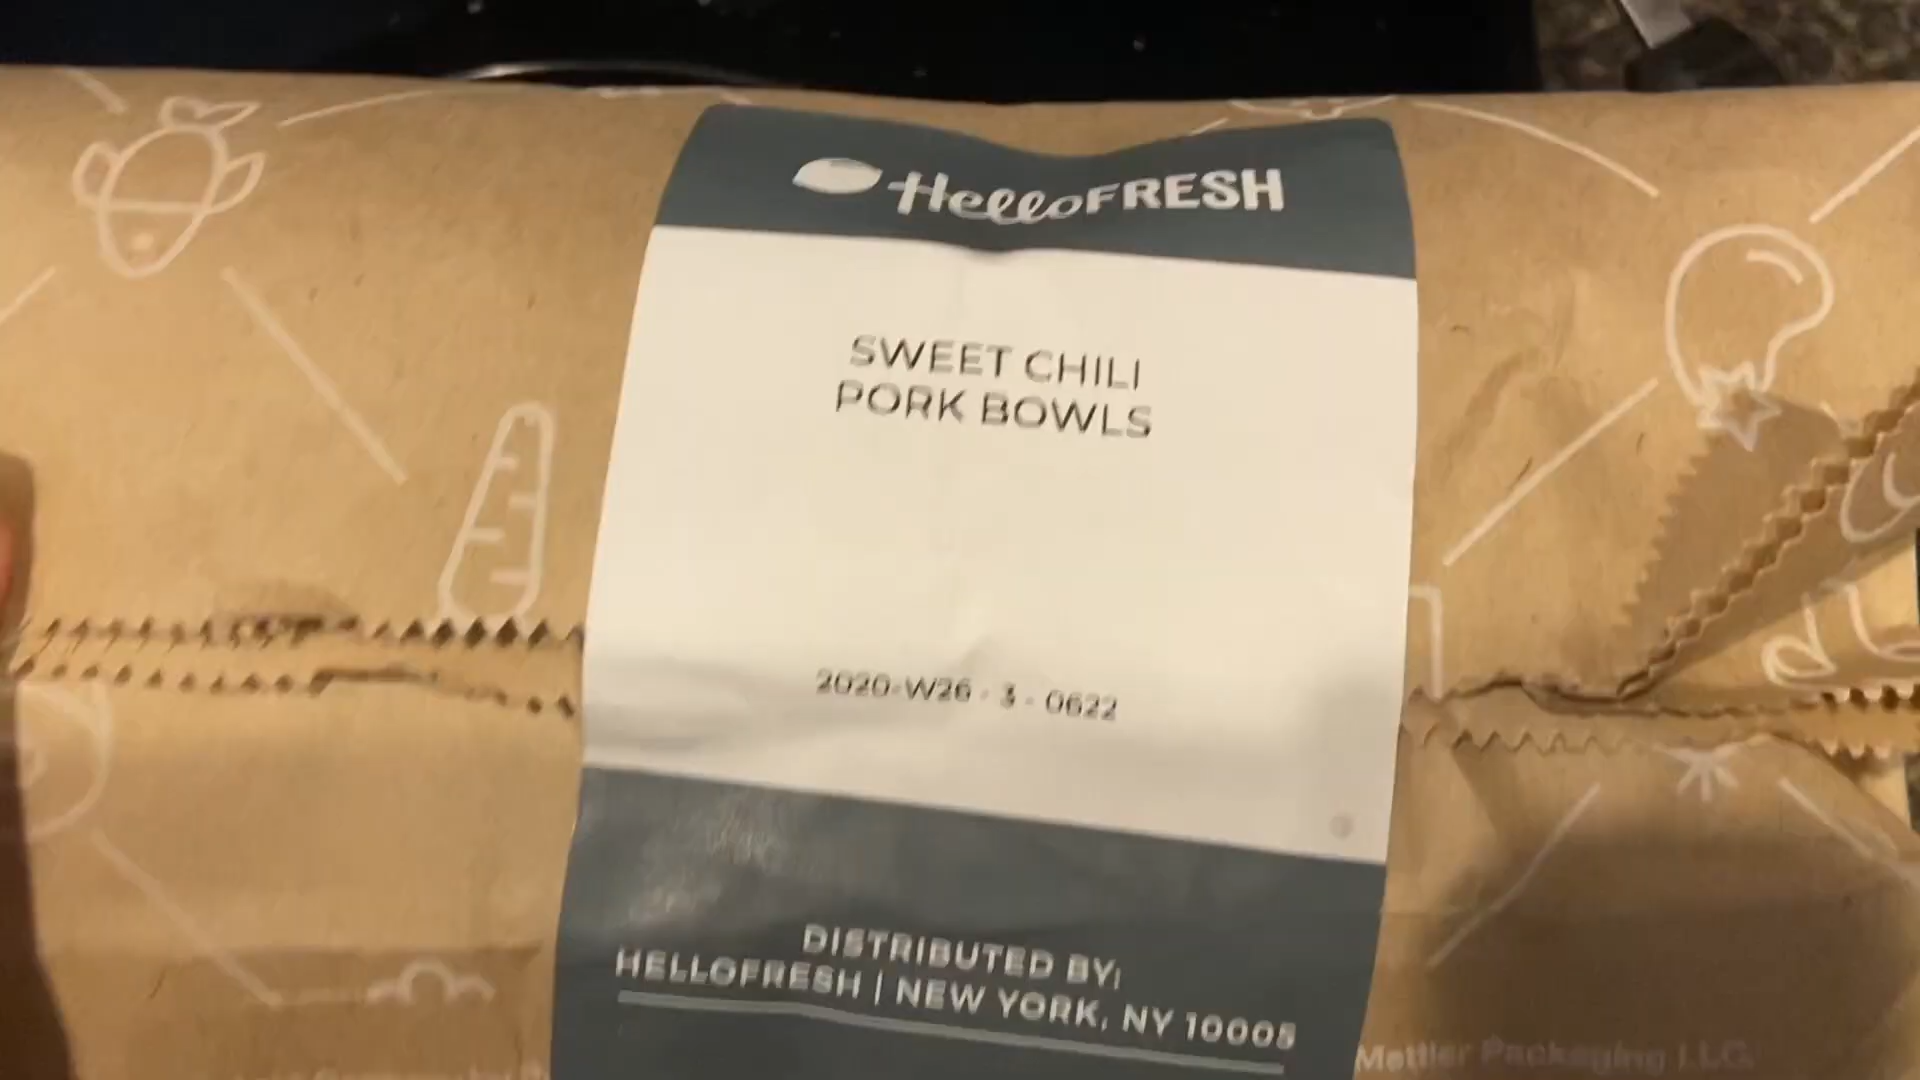 HelloFRESH
SWEET CHILI
PORK BOWLS
2020-W26 - 3 - 0622
DISTRIBUTED BY:
HELLOFRESH | NEW YORK, NY 10005
Mettler Packaging LLC.